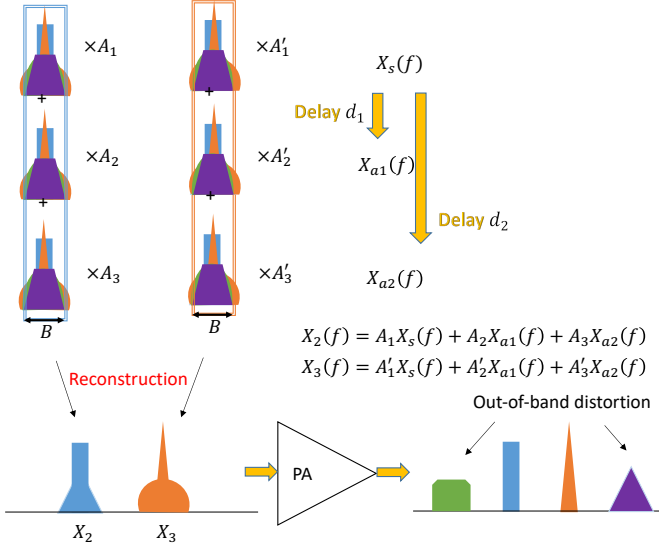 ×A₁
×A′₁
Xₛ(f)
+
+
Delay d₁
×A₂
×A′₂
Xₐ₁(f)
+
+
Delay d₂
×A₃
×A′₃
Xₐ₂(f)
B
B
X₂(f) = A₁Xₛ(f) + A₂Xₐ₁(f) + A₃Xₐ₂(f)
X₃(f) = A′₁Xₛ(f) + A′₂Xₐ₁(f) + A′₃Xₐ₂(f)
Reconstruction
Out-of-band distortion
PA
X₂
X₃